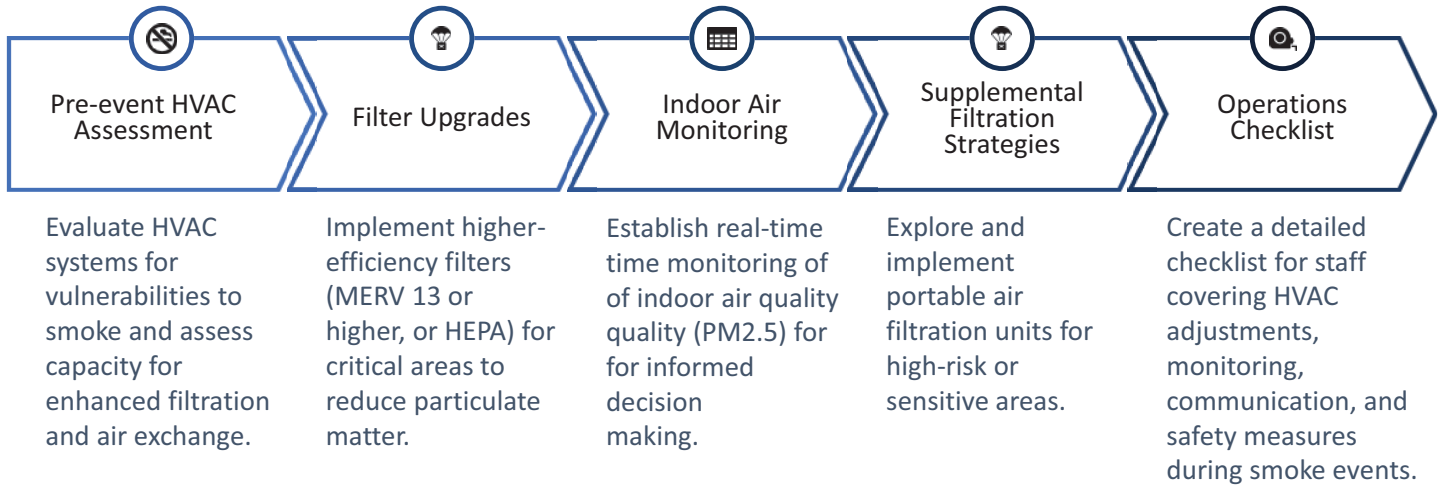 Pre-event HVAC
Assessment
Filter Upgrades
Indoor Air
Monitoring
Supplemental
Filtration
Strategies
Operations
Checklist
Evaluate HVAC
systems for
vulnerabilities to
smoke and assess
capacity for
enhanced filtration
and air exchange.
Implement higher-
efficiency filters
(MERV 13 or
higher, or HEPA) for
critical areas to
reduce particulate
matter.
Establish real-time
time monitoring of
of indoor air quality
quality (PM2.5) for
for informed
decision
making.
Explore and
implement
portable air
filtration units for
high-risk or
sensitive areas.
Create a detailed
checklist for staff
covering HVAC
adjustments,
monitoring,
communication, and
safety measures
during smoke events.